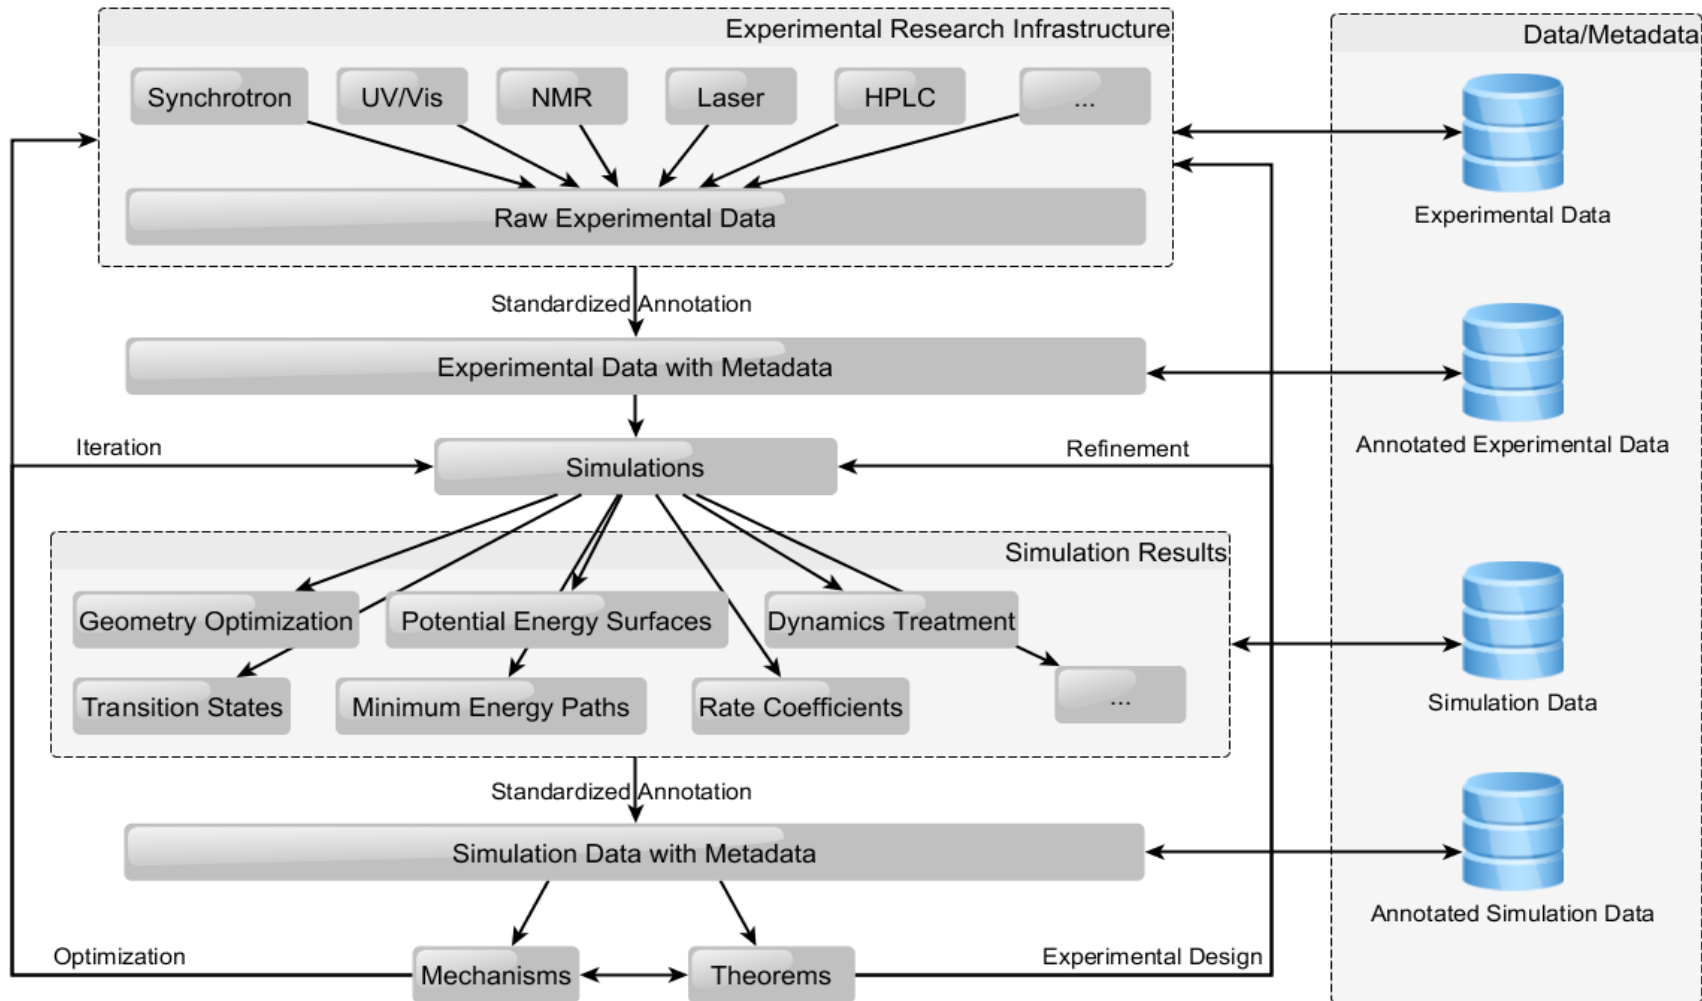 Experimental Research Infrastructure
Data/Metadata
Synchrotron
UV/Vis
NMR
Laser
HPLC
...
Raw Experimental Data
Experimental Data
Standardized Annotation
Experimental Data with Metadada
Annotated Experimental Data
Iteration
Simulations
Refinement
Simulation Results
Geometry Optimization
Potential Energy Surfaces
Dynamics Treatment
Transition States
Minimum Energy Paths
Rate Coefficients
...
Simulation Data
Standardized Annotation
Simulation Data with Metadata
Annotated Simulation Data
Optimization
Mechanisms
Theorems
Experimental Design